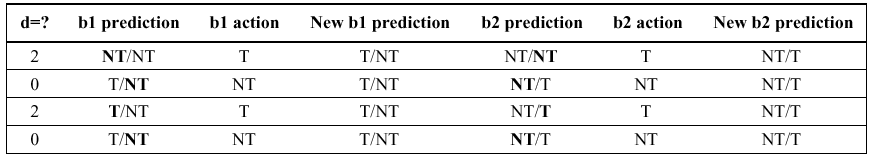 d=? b1 prediction b1 action New b1 prediction b2 prediction b2 action New b2 prediction
2 NT/NT T T/NT NT/NT T NT/T
0 T/NT NT T/NT NT/T NT NT/T
2 T/NT T T/NT NT/T T NT/T
0 T/NT NT T/NT NT/T NT NT/T